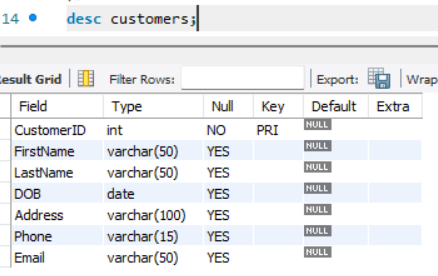 14 desc customers;
Result Grid Filter Rows: Export: Wrap
Field Type Null Key Default Extra
CustomerID int NO PRI NULL
FirstName varchar(50) YES NULL
LastName varchar(50) YES NULL
DOB date YES NULL
Address varchar(100) YES NULL
Phone varchar(15) YES NULL
Email varchar(50) YES NULL